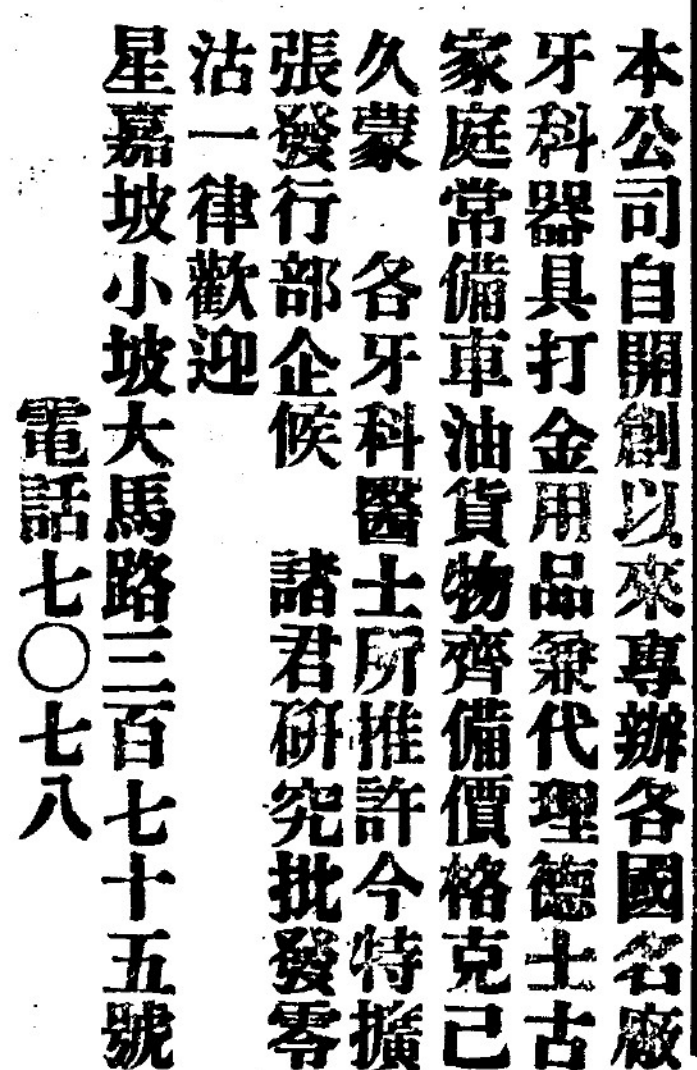 本公司自開創以來專辦各國名廠
牙科器具打金用品兼代理德士古
家庭常備車油貨物齊備價格克己
久蒙　各牙科醫士所推許今特擴
張發行部企候　諸君研究批發零
沽一律歡迎
星嘉坡小坡大馬路三百七十五號
電話七〇七八